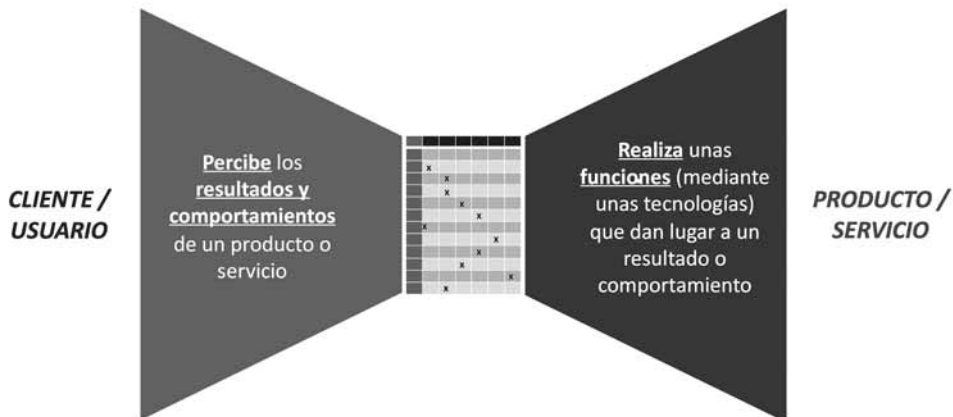 CLIENTE /
USUARIO
Percibe los
resultados y
comportamientos
de un producto o
servicio
x
x
x
x
x
x
x
x
x
x
x
Realiza unas
funciones (mediante
unas tecnologías)
que dan lugar a un
resultado o
comportamiento
PRODUCTO /
SERVICIO